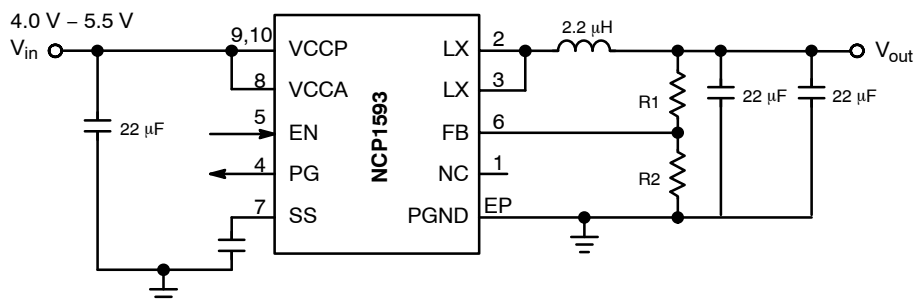 4.0 V – 5.5 V
Vin
9,10
VCCP
8
VCCA
5
EN
4
PG
7
SS
22 μF
NCP1593
LX
2
LX
3
FB
6
NC
1
PGND
EP
2.2 μH
R1
R2
22 μF
22 μF
Vout